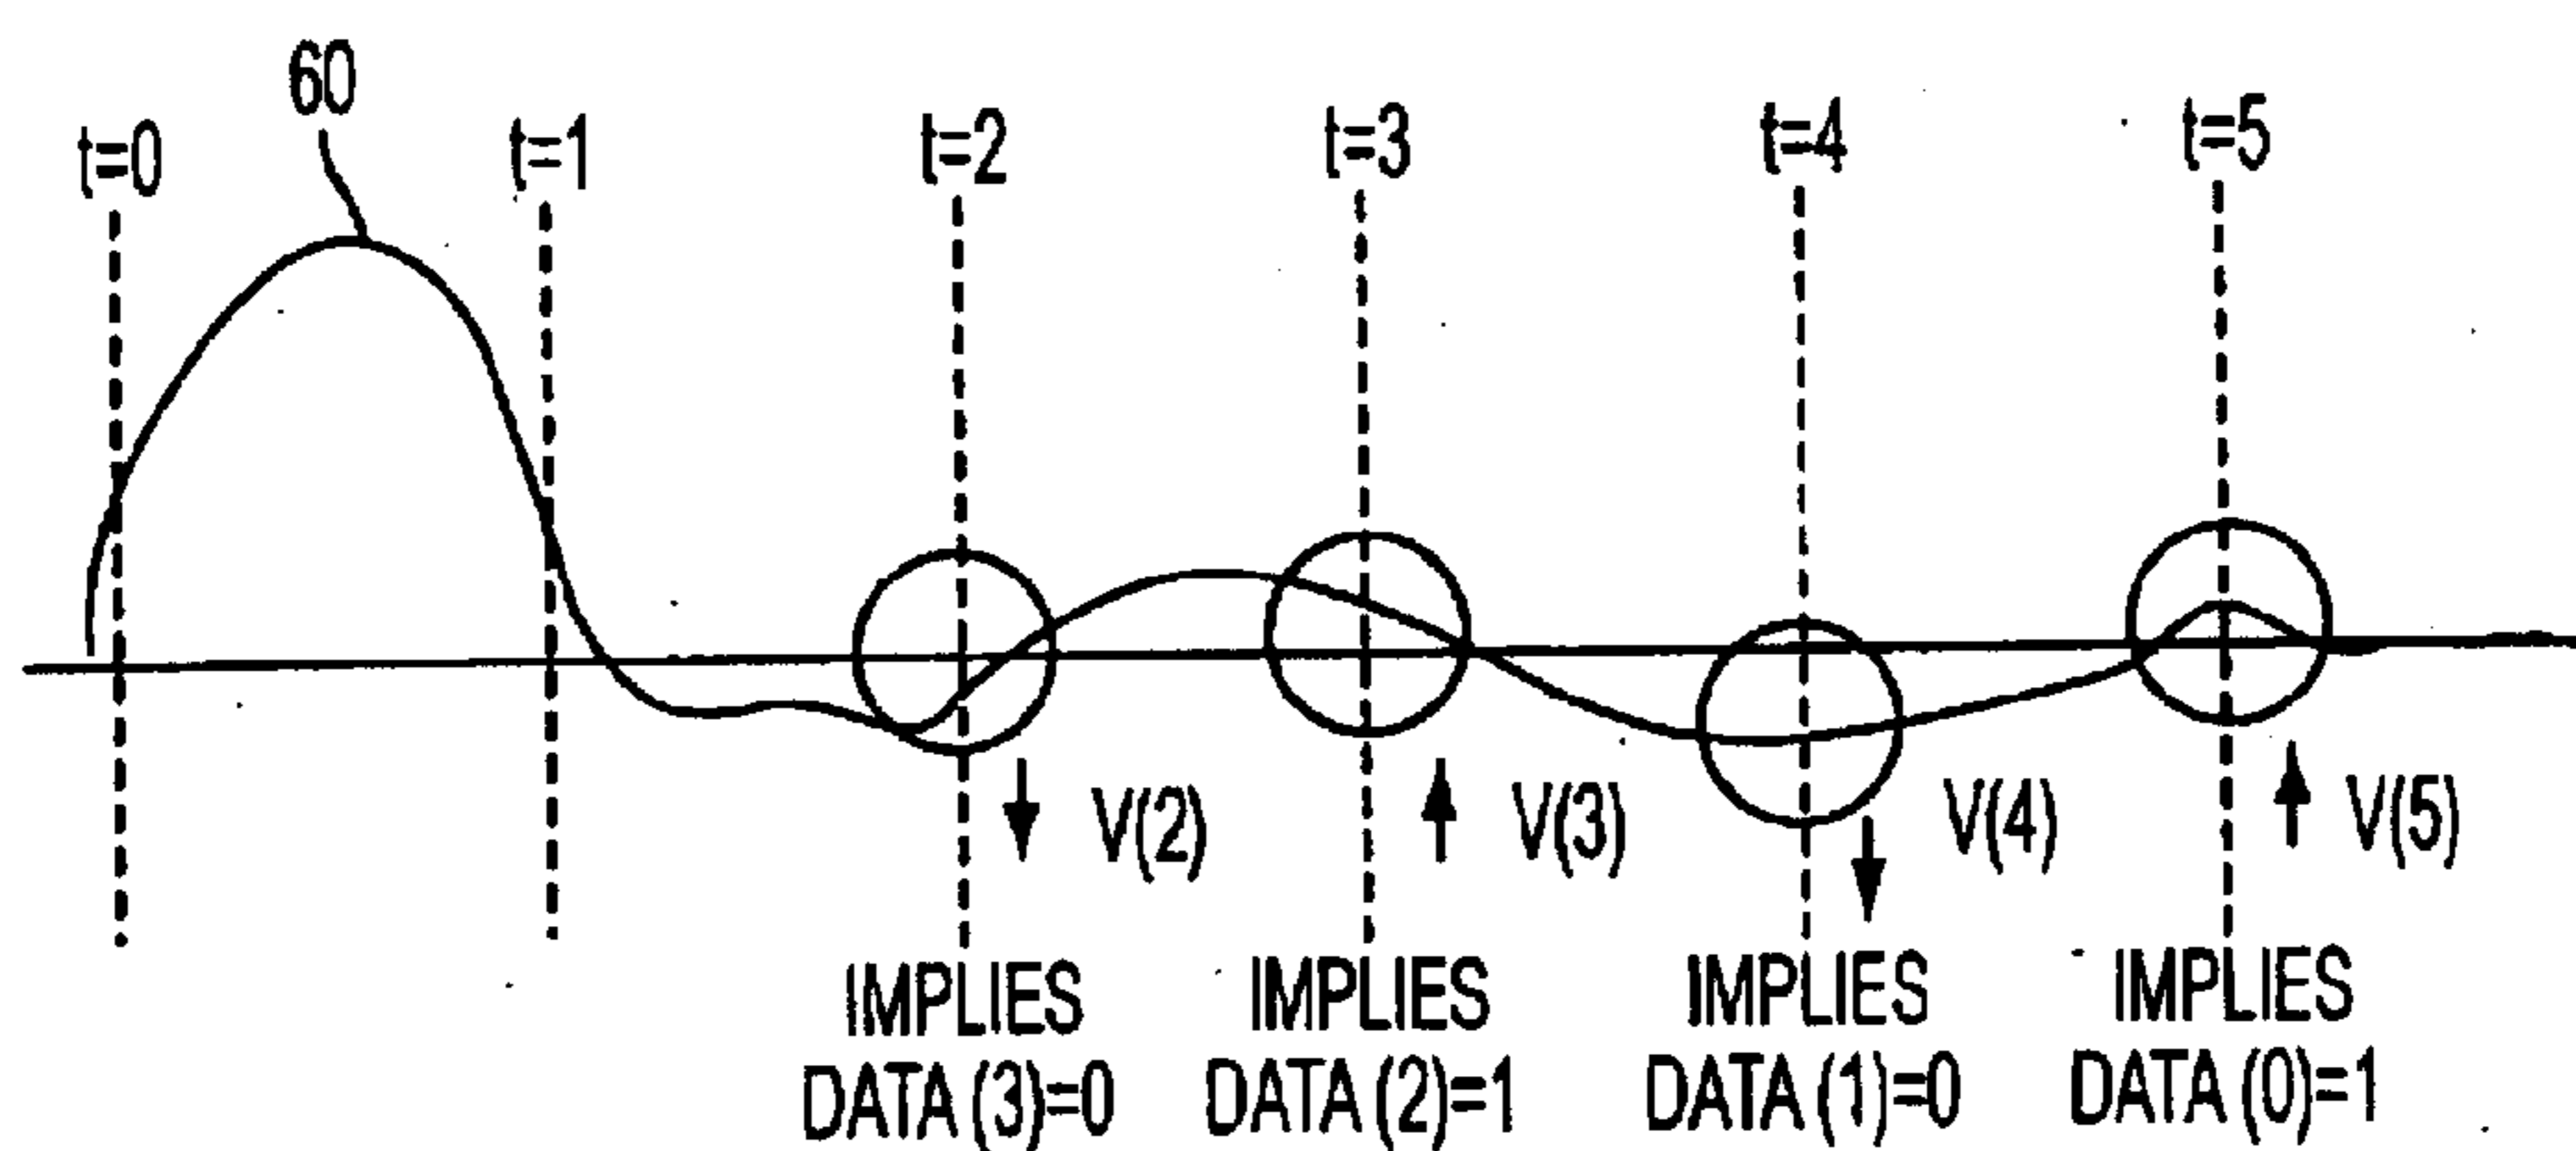 60
t=0
t=1
t=2
t=3
t=4
t=5
V(2)
V(3)
V(4)
V(5)
IMPLIES
DATA (3)=0
IMPLIES
DATA (2)=1
IMPLIES
DATA (1)=0
IMPLIES
DATA (0)=1